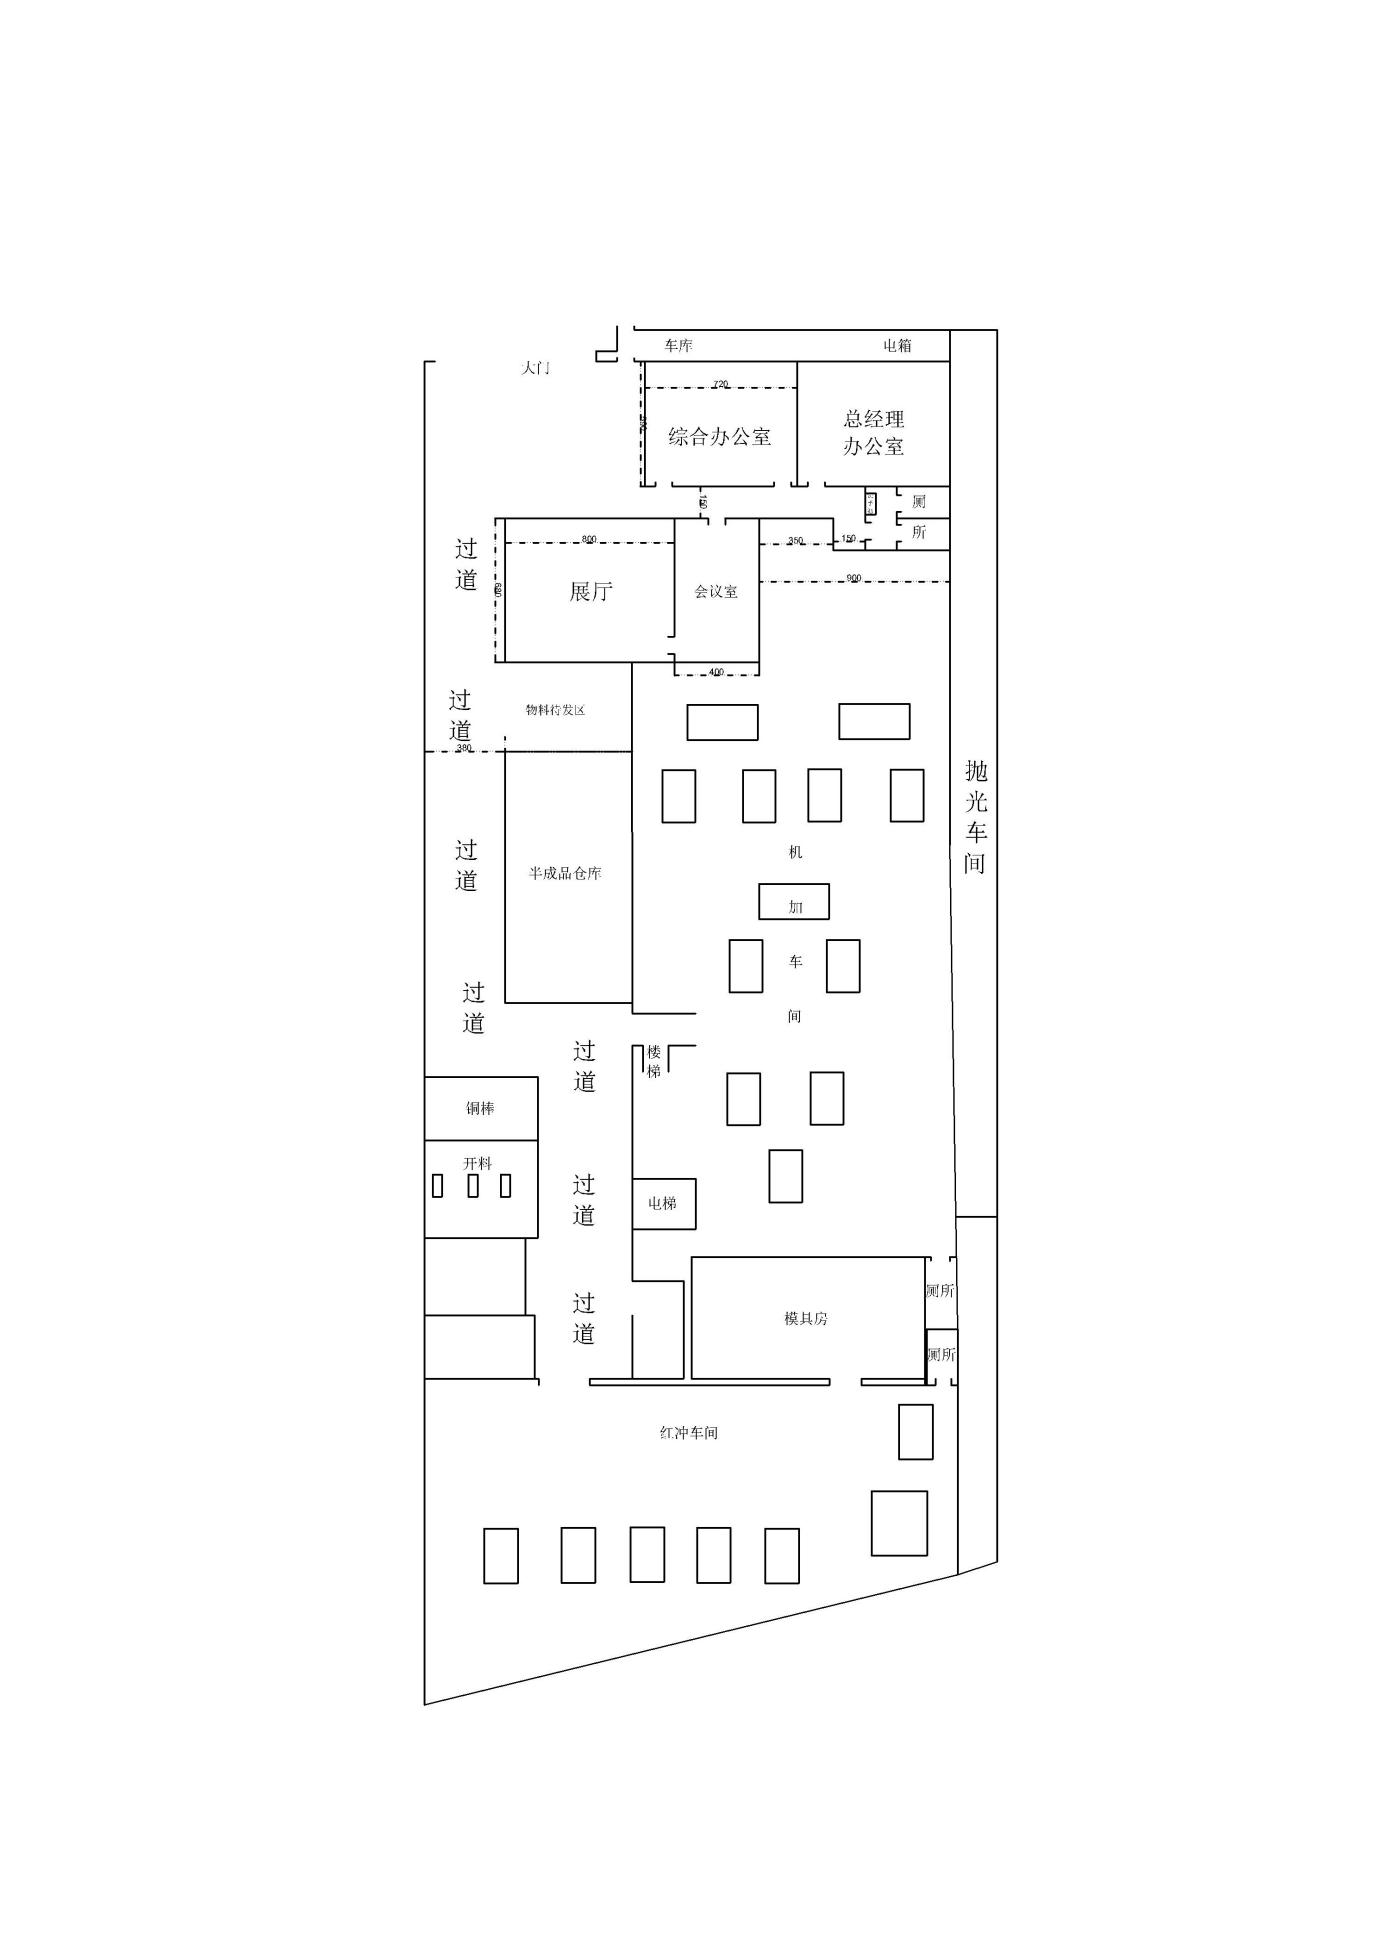 车库
电箱
大门
720
综合办公室
总经理
办公室
150
厕
所
800
350
150
过
道
680
展厅
会议室
900
400
过
道
物料待发区
380
抛
光
车
间
机
加
车
间
过
道
半成品仓库
过
道
过
道
楼
梯
铜棒
开料
过
道
电梯
过
道
模具房
厕所
厕所
红冲车间